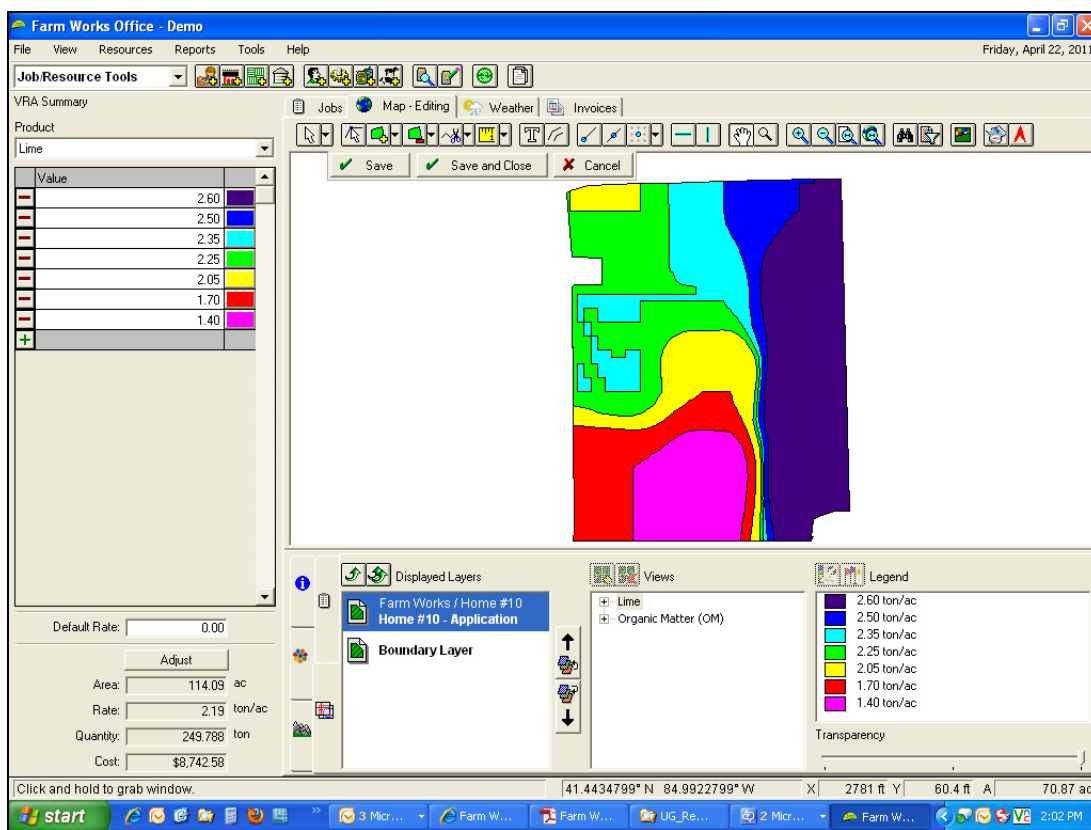 Farm Works Office - Demo
File View Resources Reports Tools Help Friday, April 22, 2011
Job/Resource Tools
VRA Summary
Jobs Map - Editing Weather Invoices
Product
Lime
Save Save and Close Cancel
Value
2.60
2.50
2.35
2.25
2.05
1.70
1.40
Default Rate: 0.00
Adjust
Area: 114.09 ac
Rate: 2.19 ton/ac
Quantity: 249.788 ton
Cost: $8,742.58
Displayed Layers
Farm Works / Home #10
Home #10 - Application
Boundary Layer
Views
Lime
Organic Matter (OM)
Legend
2.60 ton/ac
2.50 ton/ac
2.35 ton/ac
2.25 ton/ac
2.05 ton/ac
1.70 ton/ac
1.40 ton/ac
Transparency
Click and hold to grab window. 41.4434799° N 84.9922799° W X 2781 ft Y 60.4 ft A 70.87 ac
start 3 Micr... Farm W... Farm W... UG_Re... 2 Micr... Farm W... 2:02 PM